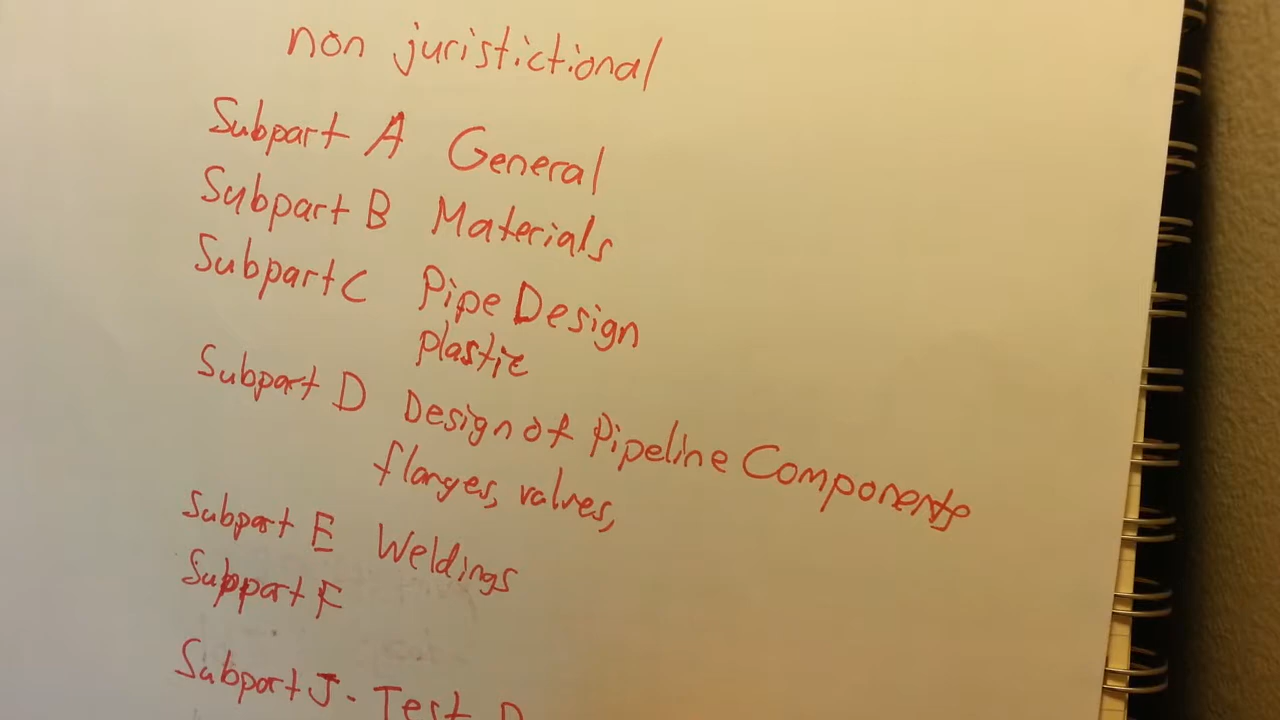 non juristictional
Subpart A General
Subpart B Materials
Subpart C Pipe Design
plastic
Subpart D Design of Pipeline Components
flanges, valves,
Subpart E Weldings
Subpart F
Subpart J - Test